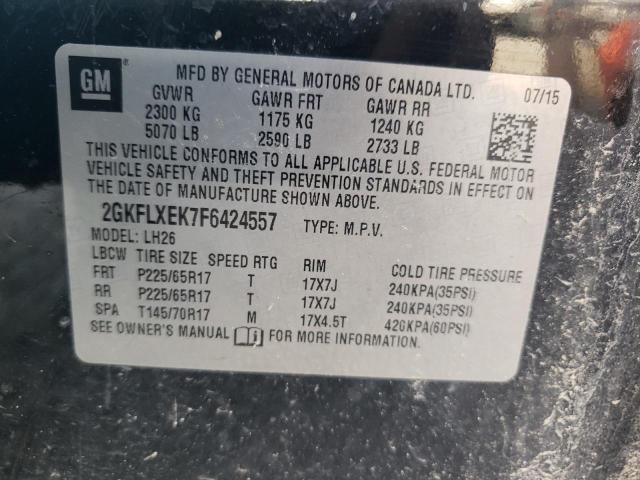 GM
MFD BY GENERAL MOTORS OF CANADA LTD. 07/15
GVWR GAWR FRT GAWR RR
2300 KG 1175 KG 1240 KG
5070 LB 2590 LB 2733 LB
THIS VEHICLE CONFORMS TO ALL APPLICABLE U.S. FEDERAL MOTOR
VEHICLE SAFETY AND THEFT PREVENTION STANDARDS IN EFFECT ON
THE DATE OF MANUFACTURE SHOWN ABOVE.
2GKFLXEK7F6424557 TYPE: M.P.V.
MODEL: LH26
LBCW TIRE SIZE SPEED RTG RIM COLD TIRE PRESSURE
FRT P225/65R17 T 17X7J 240KPA(35PSI)
RR P225/65R17 T 17X7J 240KPA(35PSI)
SPA T145/70R17 M 17X4.5T 420KPA(60PSI)
SEE OWNER'S MANUAL FOR MORE INFORMATION.